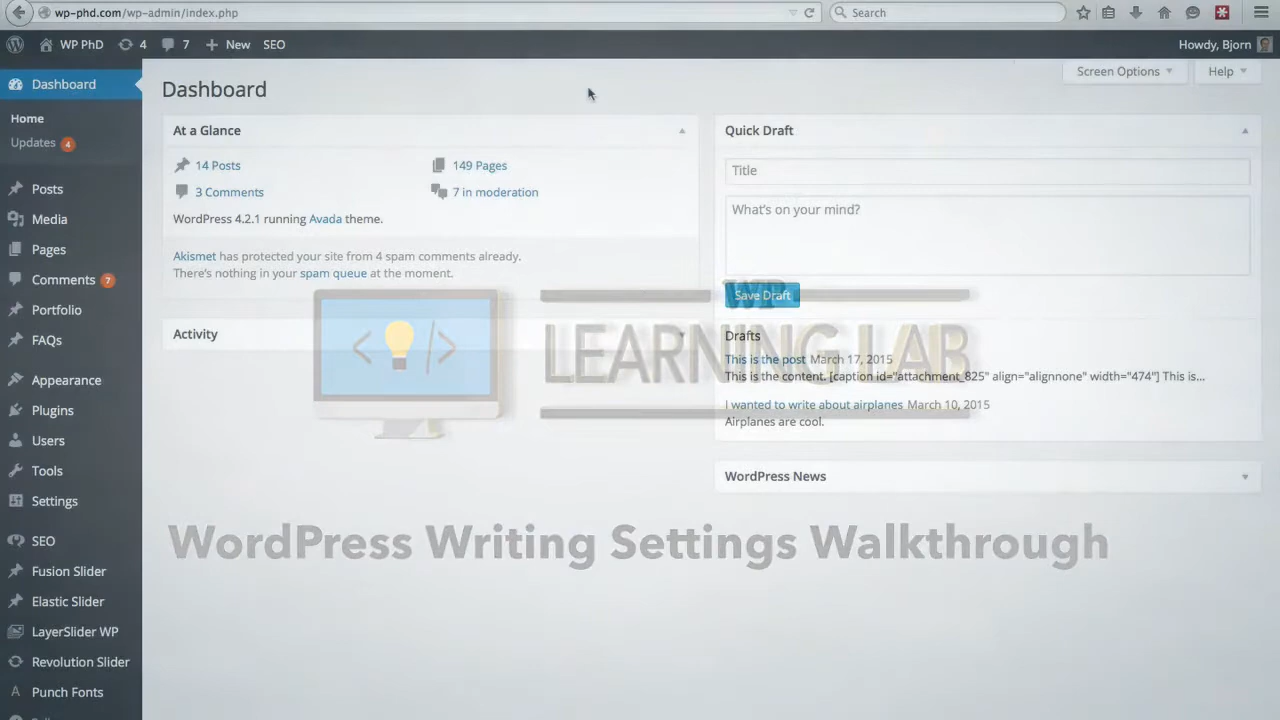 wp-phd.com/wp-admin/index.php
Search
WP PhD
4
7
New
SEO
Howdy, Bjorn
Dashboard
Home
Updates 4
Posts
Media
Pages
Comments 7
Portfolio
FAQs
Appearance
Plugins
Users
Tools
Settings
SEO
Fusion Slider
Elastic Slider
LayerSlider WP
Revolution Slider
Punch Fonts
Screen Options
Help
Dashboard
At a Glance
14 Posts
149 Pages
3 Comments
7 in moderation
WordPress 4.2.1 running Avada theme.
Akismet has protected your site from 4 spam comments already.
There's nothing in your spam queue at the moment.
Activity
Quick Draft
Title
What's on your mind?
Save Draft
Drafts
This is the post March 17, 2015
This is the content. [caption id="attachment_825" align="alignnone" width="474"] This is...
I wanted to write about airplanes March 10, 2015
Airplanes are cool.
WordPress News
WP
LEARNING LAB
WordPress Writing Settings Walkthrough